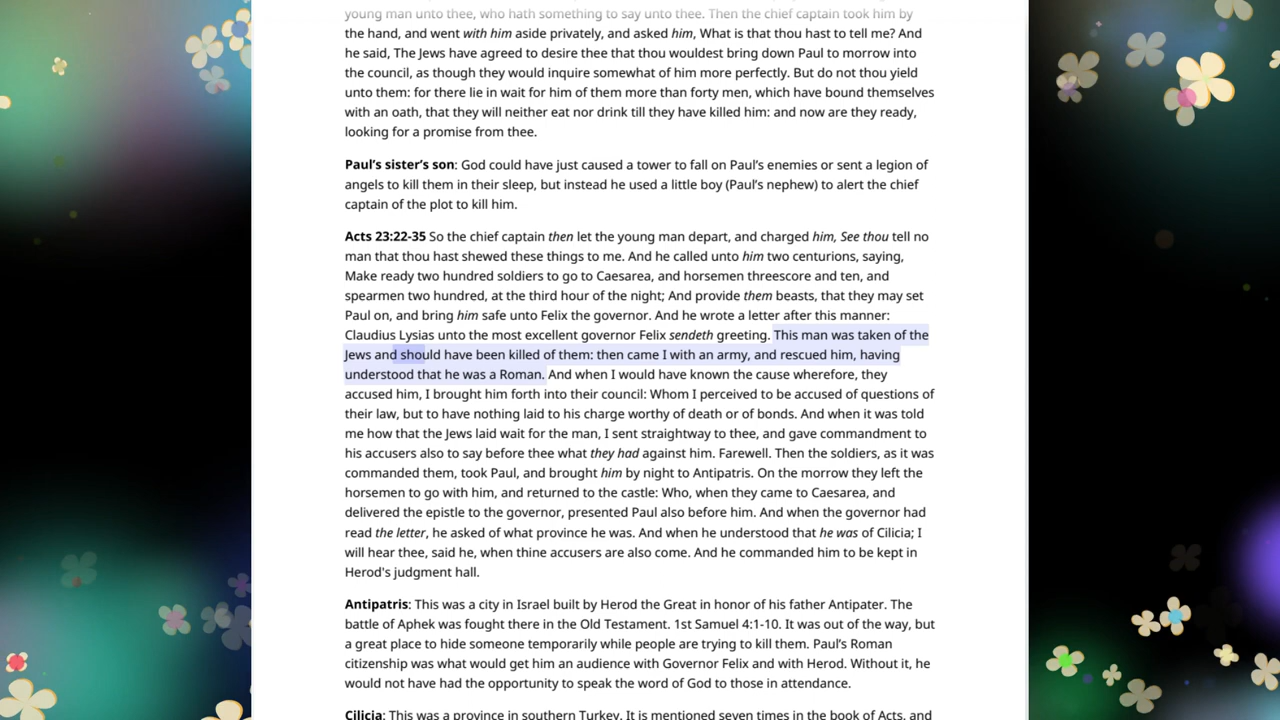 young man unto thee, who hath something to say unto thee. Then the chief captain took him by
the hand, and went with him aside privately, and asked him, What is that thou hast to tell me? And
he said, The Jews have agreed to desire thee that thou wouldest bring down Paul to morrow into
the council, as though they would inquire somewhat of him more perfectly. But do not thou yield
unto them: for there lie in wait for him of them more than forty men, which have bound themselves
with an oath, that they will neither eat nor drink till they have killed him: and now are they ready,
looking for a promise from thee.
Paul’s sister’s son: God could have just caused a tower to fall on Paul’s enemies or sent a legion of
angels to kill them in their sleep, but instead he used a little boy (Paul’s nephew) to alert the chief
captain of the plot to kill him.
Acts 23:22-35 So the chief captain then let the young man depart, and charged him, See thou tell no
man that thou hast shewed these things to me. And he called unto him two centurions, saying,
Make ready two hundred soldiers to go to Caesarea, and horsemen threescore and ten, and
spearmen two hundred, at the third hour of the night; And provide them beasts, that they may set
Paul on, and bring him safe unto Felix the governor. And he wrote a letter after this manner:
Claudius Lysias unto the most excellent governor Felix sendeth greeting. This man was taken of the
Jews and should have been killed of them: then came I with an army, and rescued him, having
understood that he was a Roman. And when I would have known the cause wherefore, they
accused him, I brought him forth into their council: Whom I perceived to be accused of questions of
their law, but to have nothing laid to his charge worthy of death or of bonds. And when it was told
me how that the Jews laid wait for the man, I sent straightway to thee, and gave commandment to
his accusers also to say before thee what they had against him. Farewell. Then the soldiers, as it was
commanded them, took Paul, and brought him by night to Antipatris. On the morrow they left the
horsemen to go with him, and returned to the castle: Who, when they came to Caesarea, and
delivered the epistle to the governor, presented Paul also before him. And when the governor had
read the letter, he asked of what province he was. And when he understood that he was of Cilicia; I
will hear thee, said he, when thine accusers are also come. And he commanded him to be kept in
Herod's judgment hall.
Antipatris: This was a city in Israel built by Herod the Great in honor of his father Antipater. The
battle of Aphek was fought there in the Old Testament. 1st Samuel 4:1-10. It was out of the way, but
a great place to hide someone temporarily while people are trying to kill them. Paul’s Roman
citizenship was what would get him an audience with Governor Felix and with Herod. Without it, he
would not have had the opportunity to speak the word of God to those in attendance.
Cilicia: This was a province in southern Turkey. It is mentioned seven times in the book of Acts, and